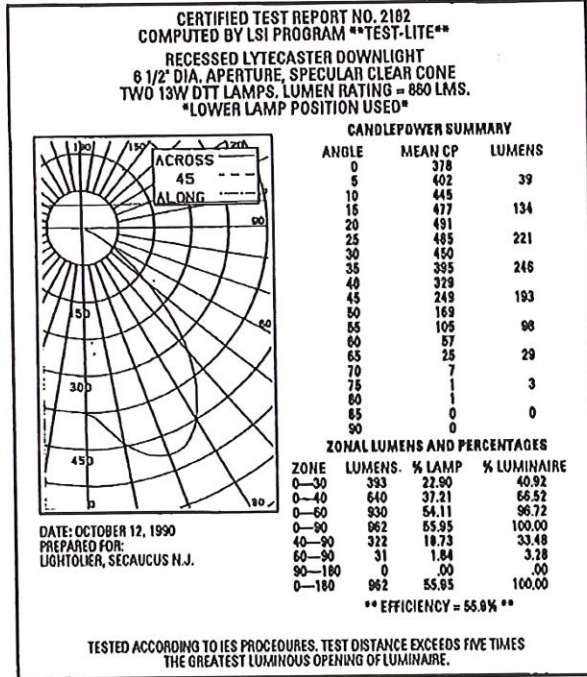 CERTIFIED TEST REPORT NO. 2182
COMPUTED BY LSI PROGRAM **TEST-LITE**
RECESSED LYTECASTER DOWNLIGHT
6 1/2" DIA. APERTURE, SPECULAR CLEAR CONE
TWO 13W DTT LAMPS. LUMEN RATING = 860 LMS.
*LOWER LAMP POSITION USED*
180 150 120
ACROSS
45
ALONG
90
60
150
300
450
0 30
CANDLEPOWER SUMMARY
ANGLE MEAN CP LUMENS
0 378
5 402 39
10 445
15 477 134
20 491
25 485 221
30 450
35 395 246
40 329
45 249 193
50 169
55 105 98
60 57
65 25 29
70 7
75 1 3
80 1
85 0 0
90 0
ZONAL LUMENS AND PERCENTAGES
ZONE LUMENS. % LAMP % LUMINAIRE
0—30 393 22.90 40.92
0—40 640 37.21 66.52
0—60 930 54.11 96.72
0—90 962 55.95 100.00
40—90 322 18.73 33.48
60—90 31 1.84 3.28
90—180 0 .00 .00
0—180 962 55.95 100.00
** EFFICIENCY = 55.9% **
DATE: OCTOBER 12, 1990
PREPARED FOR:
LIGHTOLIER, SECAUCUS N.J.
TESTED ACCORDING TO IES PROCEDURES. TEST DISTANCE EXCEEDS FIVE TIMES
THE GREATEST LUMINOUS OPENING OF LUMINAIRE.